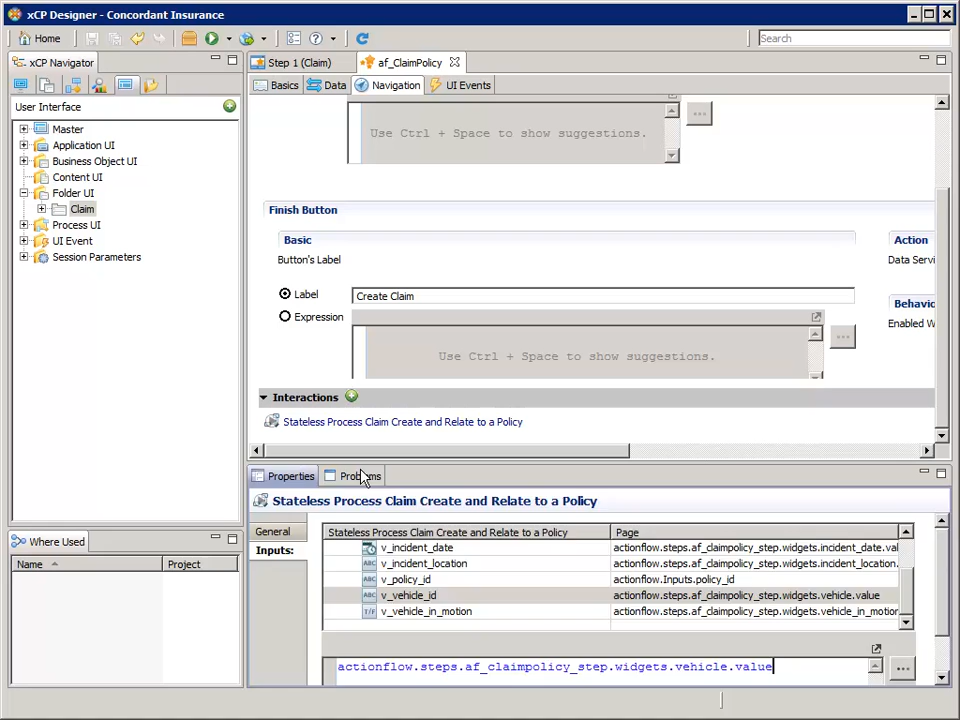 xCP Designer - Concordant Insurance
Home
Search
xCP Navigator
Step 1 (Claim)
af_ClaimPolicy
Basics
Data
Navigation
UI Events
User Interface
Master
Application UI
Business Object UI
Content UI
Folder UI
Claim
Process UI
UI Event
Session Parameters
Use Ctrl + Space to show suggestions.
...
Finish Button
Basic
Action
Button's Label
Data Servi
Label
Create Claim
Behavio
Expression
Enabled W
Use Ctrl + Space to show suggestions.
...
Interactions
Stateless Process Claim Create and Relate to a Policy
Properties
Problems
Stateless Process Claim Create and Relate to a Policy
General
Inputs:
Stateless Process Claim Create and Relate to a Policy
Page
v_incident_date
actionflow.steps.af_claimpolicy_step.widgets.incident_date.val
v_incident_location
actionflow.steps.af_claimpolicy_step.widgets.incident_location.
v_policy_id
actionflow.Inputs.policy_id
v_vehicle_id
actionflow.steps.af_claimpolicy_step.widgets.vehicle.value
v_vehicle_in_motion
actionflow.steps.af_claimpolicy_step.widgets.vehicle_in_motion
actionflow.steps.af_claimpolicy_step.widgets.vehicle.value
...
Where Used
Name
Project